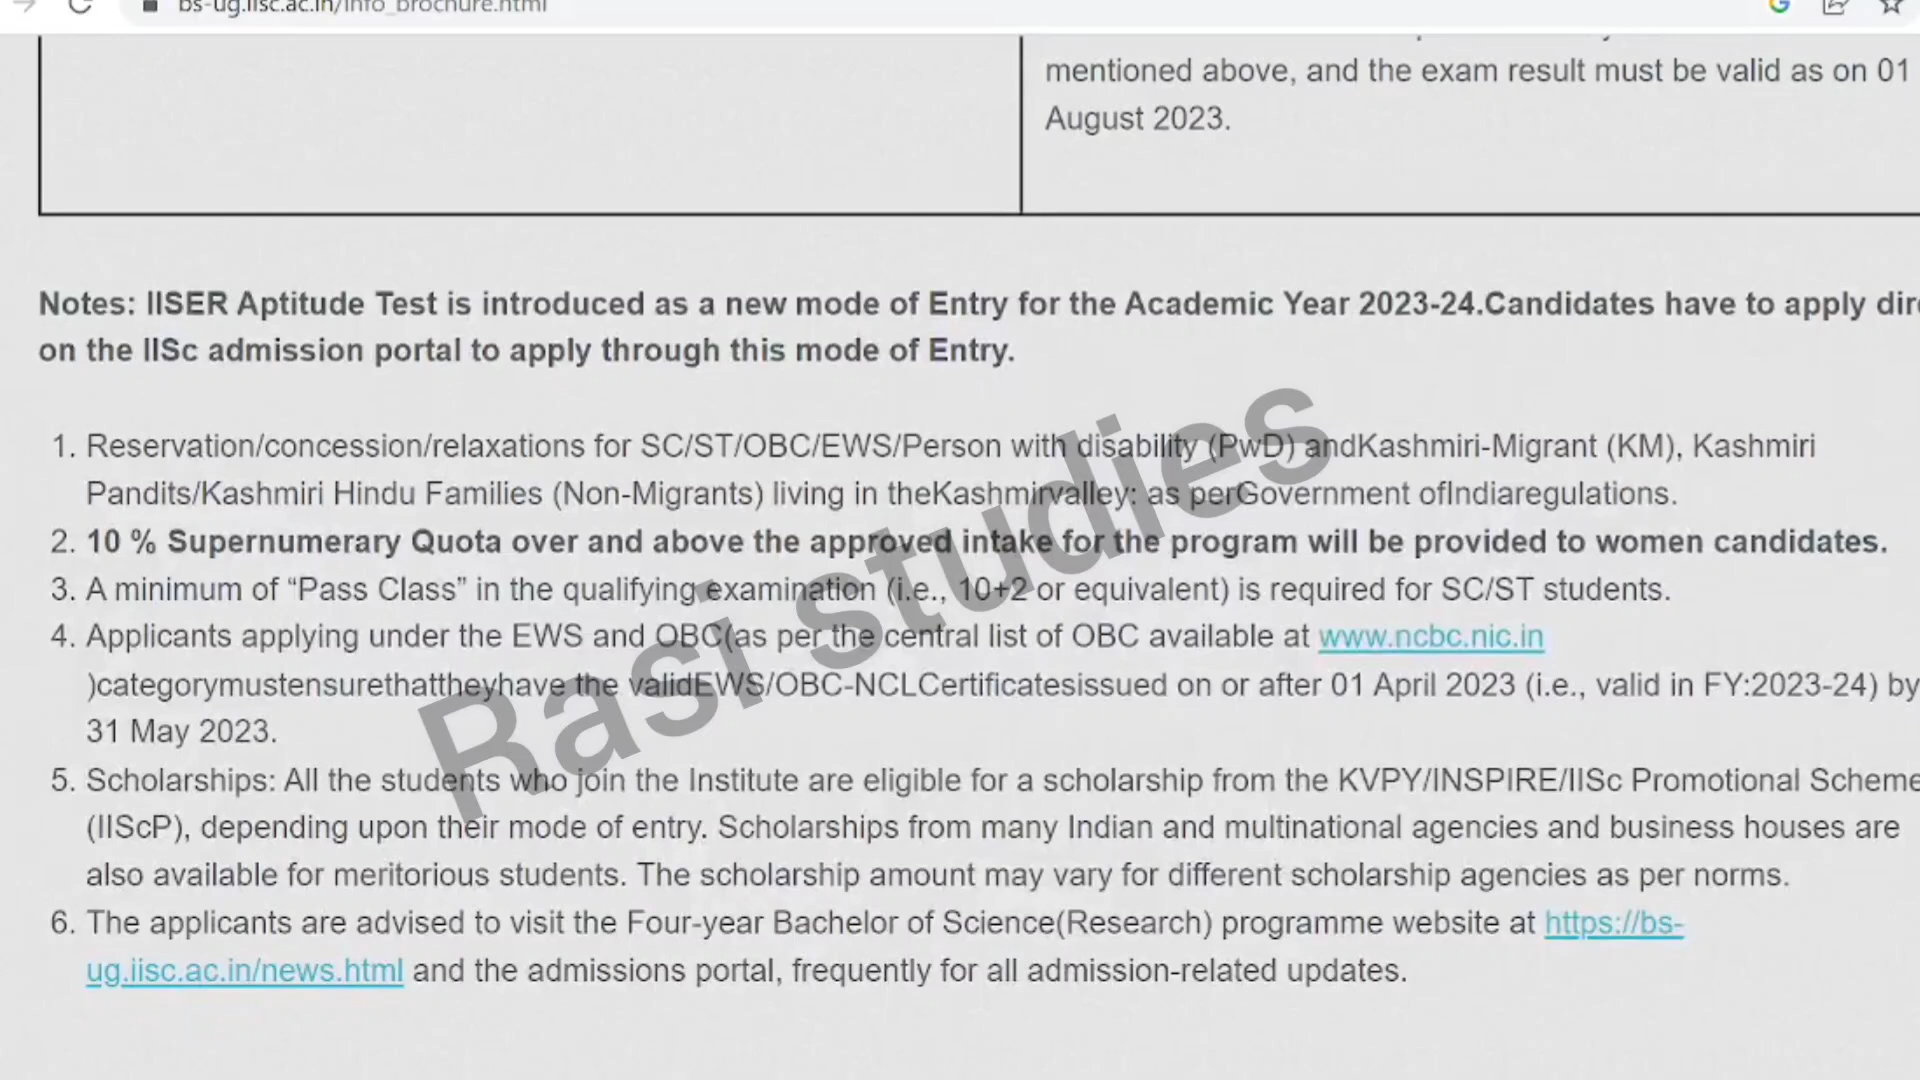 bs-ug.iisc.ac.in/info_brochure.html
mentioned above, and the exam result must be valid as on 01
August 2023.
Notes: IISER Aptitude Test is introduced as a new mode of Entry for the Academic Year 2023-24.Candidates have to apply
on the IISc admission portal to apply through this mode of Entry.
1. Reservation/concession/relaxations for SC/ST/OBC/EWS/Person with disability (PwD) andKashmiri-Migrant (KM), Kashmiri
Pandits/Kashmiri Hindu Families (Non-Migrants) living in theKashmirvalley: as perGovernment ofIndiaregulations.
2. 10 % Supernumerary Quota over and above the approved intake for the program will be provided to women candidates.
3. A minimum of “Pass Class” in the qualifying examination (i.e., 10+2 or equivalent) is required for SC/ST students.
4. Applicants applying under the EWS and OBC(as per the central list of OBC available at www.ncbc.nic.in
)categorymustensurethattheyhave the validEWS/OBC-NCLCertificatesissued on or after 01 April 2023 (i.e., valid in FY:2023-24) by
31 May 2023.
5. Scholarships: All the students who join the Institute are eligible for a scholarship from the KVPY/INSPIRE/IISc Promotional Scheme
(IIScP), depending upon their mode of entry. Scholarships from many Indian and multinational agencies and business houses are
also available for meritorious students. The scholarship amount may vary for different scholarship agencies as per norms.
6. The applicants are advised to visit the Four-year Bachelor of Science(Research) programme website at https://bs-
ug.iisc.ac.in/news.html and the admissions portal, frequently for all admission-related updates.
Rasi studies